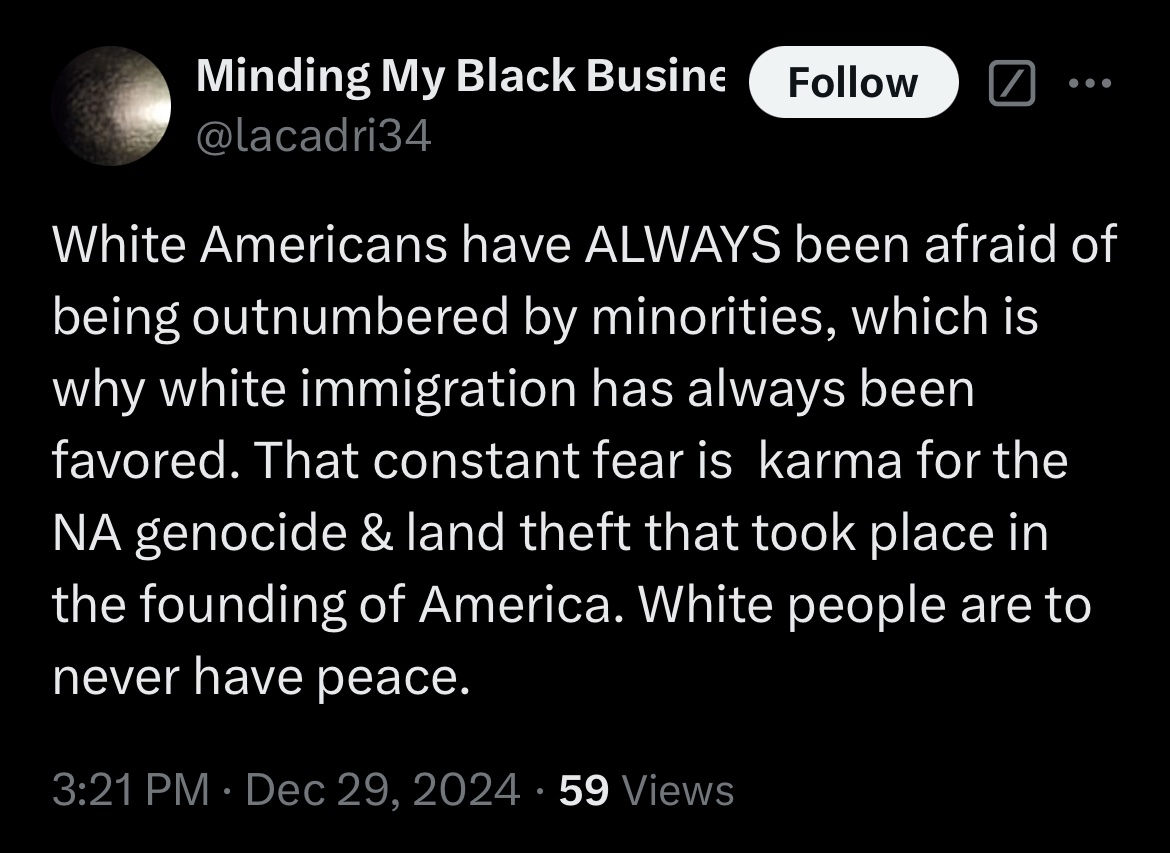 Minding My Black Busine
Follow
@lacadri34
White Americans have ALWAYS been afraid of
being outnumbered by minorities, which is
why white immigration has always been
favored. That constant fear is  karma for the
NA genocide & land theft that took place in
the founding of America. White people are to
never have peace.
3:21 PM · Dec 29, 2024 · 59 Views